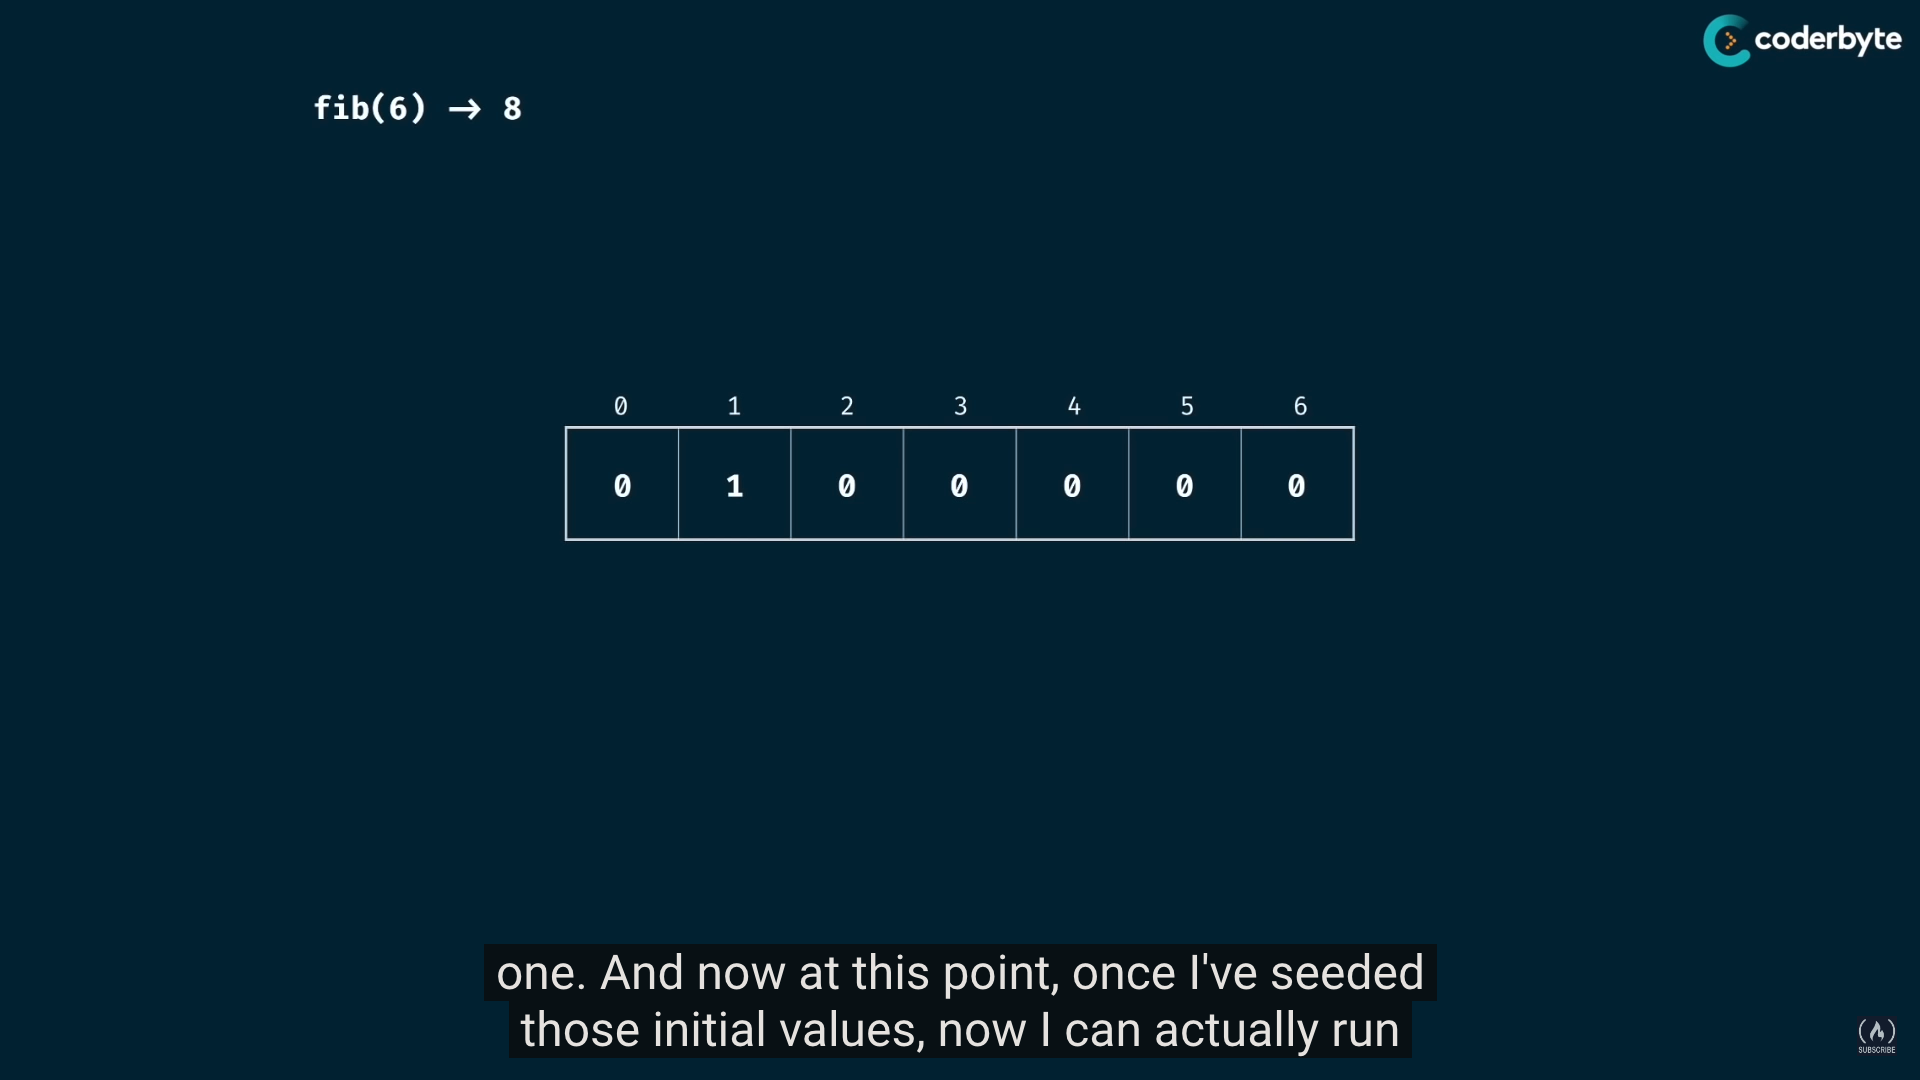 coderbyte
fib(6) → 8
0 1 2 3 4 5 6
0 1 0 0 0 0 0
one. And now at this point, once I've seeded
those initial values, now I can actually run
SUBSCRIBE